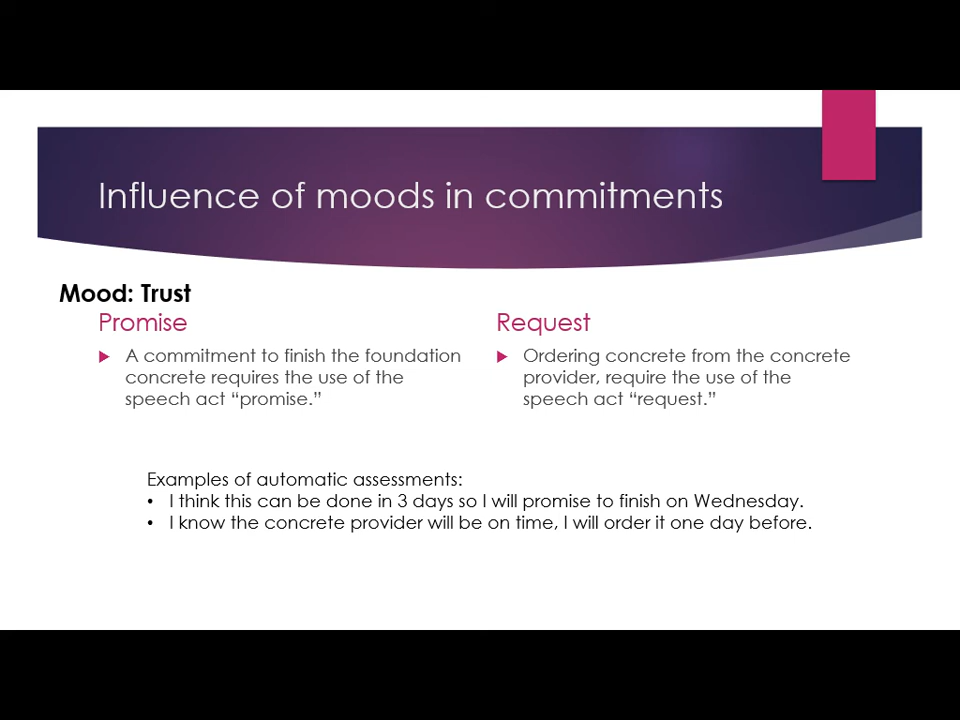 Influence of moods in commitments
Mood: Trust
Promise
A commitment to finish the foundation
concrete requires the use of the
speech act “promise.”
Request
Ordering concrete from the concrete
provider, require the use of the
speech act “request.”
Examples of automatic assessments:
• I think this can be done in 3 days so I will promise to finish on Wednesday.
• I know the concrete provider will be on time, I will order it one day before.